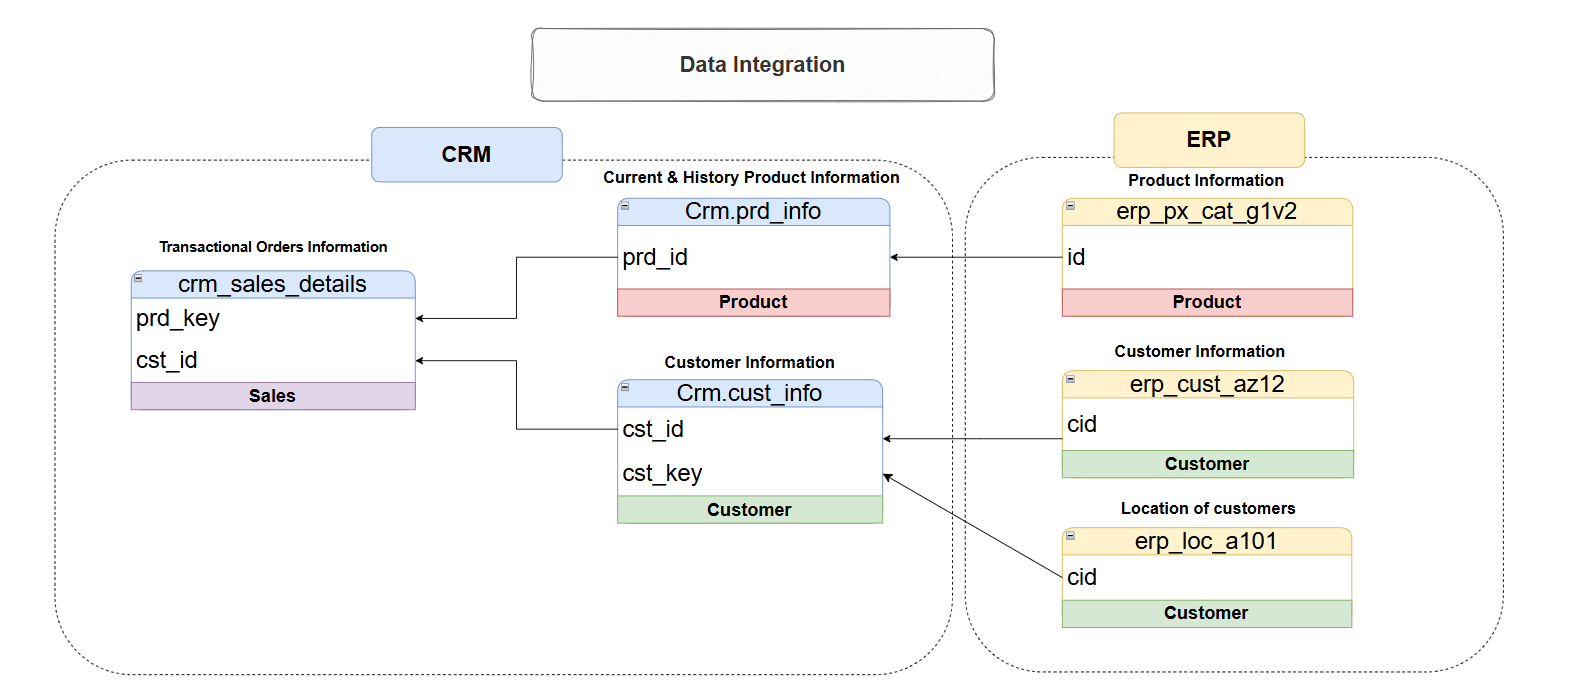 Data Integration
CRM
Transactional Orders Information
crm_sales_details
prd_key
cst_id
Sales
Current & History Product Information
Crm.prd_info
prd_id
Product
Customer Information
Crm.cust_info
cst_id
cst_key
Customer
ERP
Product Information
erp_px_cat_g1v2
id
Product
Customer Information
erp_cust_az12
cid
Customer
Location of customers
erp_loc_a101
cid
Customer